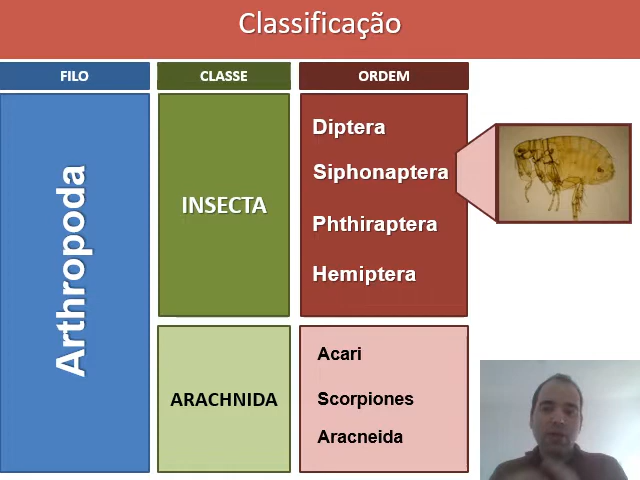 Classificação
FILO
CLASSE
ORDEM
Arthropoda
INSECTA
Diptera
Siphonaptera
Phthiraptera
Hemiptera
ARACHNIDA
Acari
Scorpiones
Aracneida